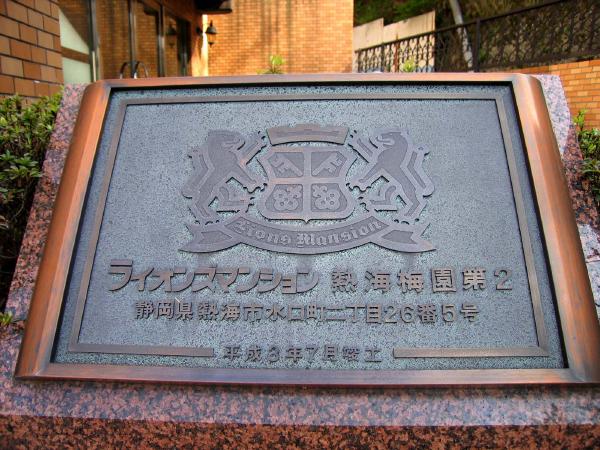 Lions Mansion
ライオンズマンション 熱海梅園第2
静岡県熱海市水口町二丁目26番5号
平成3年7月竣工